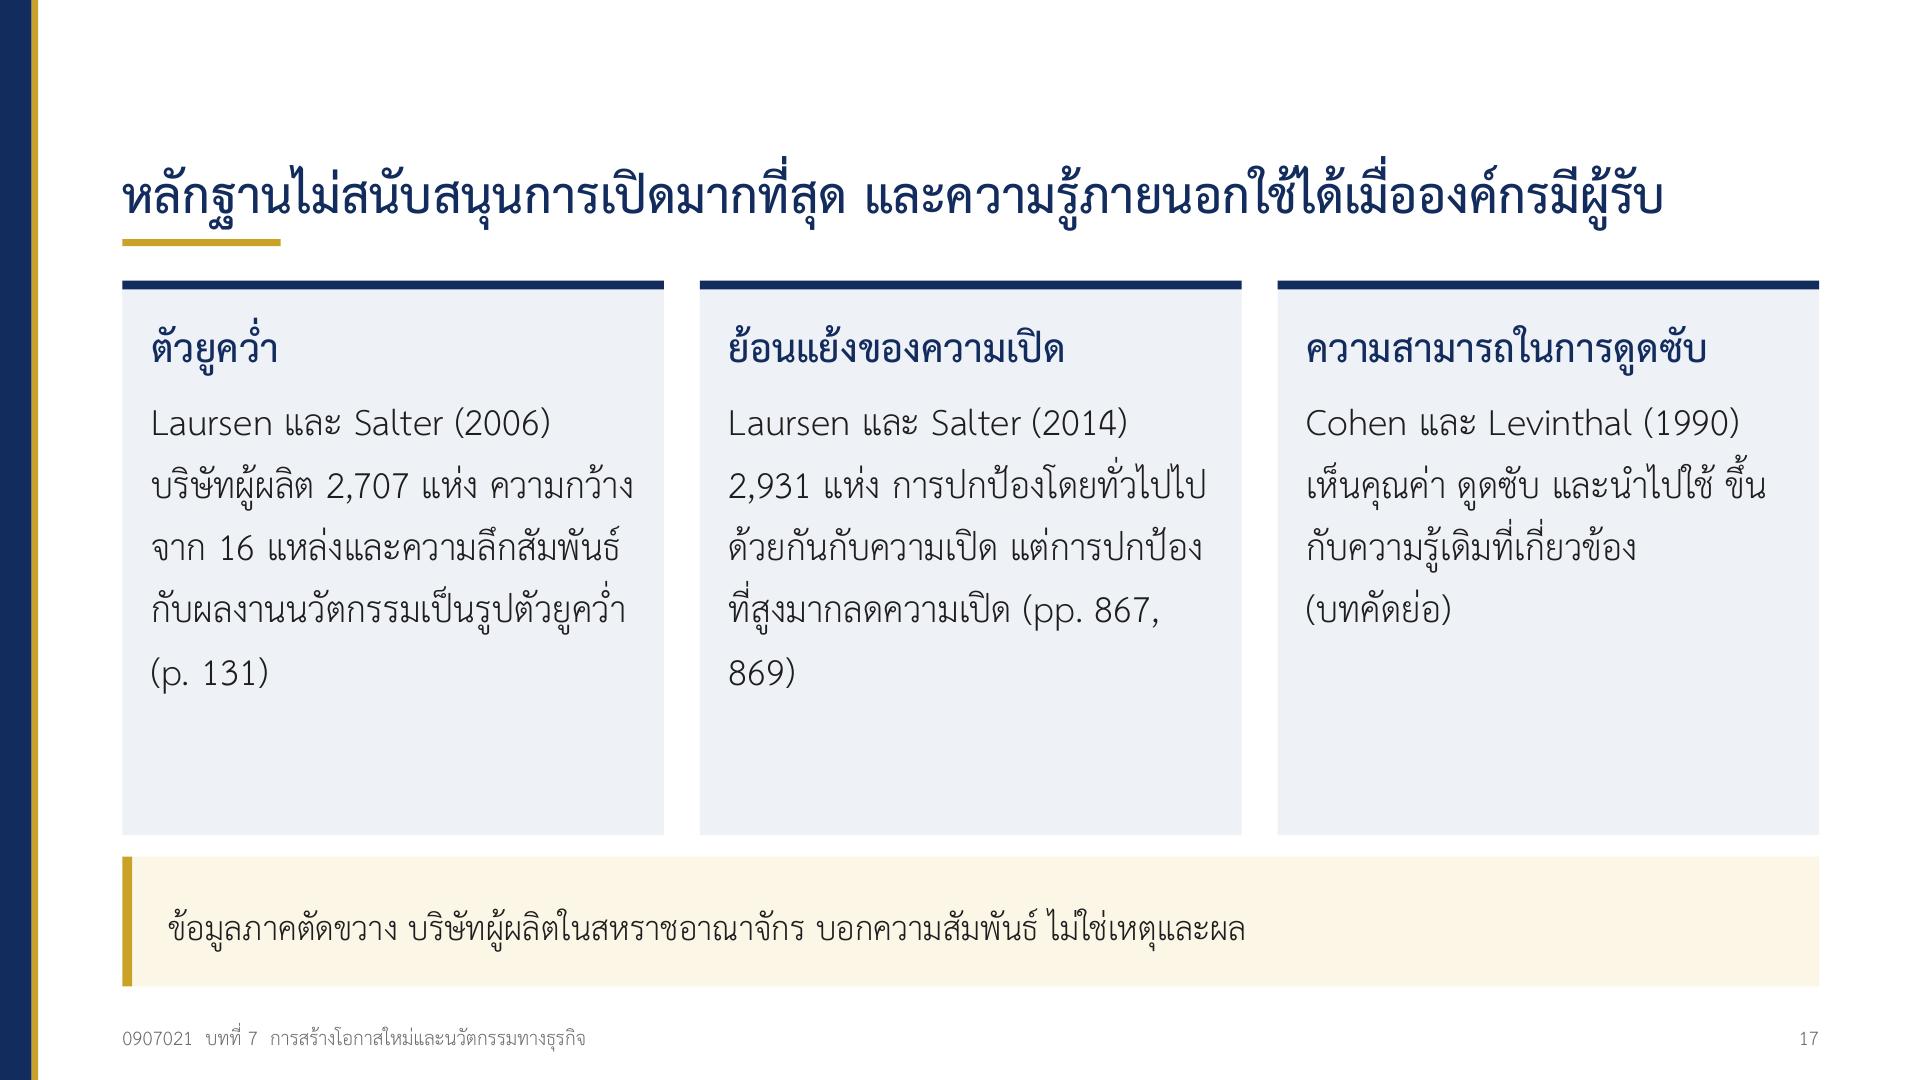 หลักฐานไม่สนับสนุนการเปิดมากที่สุด และความรู้ภายนอกใช้ได้เมื่อองค์กรมีผู้รับ
ตัวยูคว่ำ
Laursen และ Salter (2006)
บริษัทผู้ผลิต 2,707 แห่ง ความกว้าง
จาก 16 แหล่งและความลึกสัมพันธ์
กับผลงานนวัตกรรมเป็นรูปตัวยูคว่ำ
(p. 131)
ย้อนแย้งของความเปิด
Laursen และ Salter (2014)
2,931 แห่ง การปกป้องโดยทั่วไปไป
ด้วยกันกับความเปิด แต่การปกป้อง
ที่สูงมากลดความเปิด (pp. 867,
869)
ความสามารถในการดูดซับ
Cohen และ Levinthal (1990)
เห็นคุณค่า ดูดซับ และนำไปใช้ ขึ้น
กับความรู้เดิมที่เกี่ยวข้อง
(บทคัดย่อ)
ข้อมูลภาคตัดขวาง บริษัทผู้ผลิตในสหราชอาณาจักร บอกความสัมพันธ์ ไม่ใช่เหตุและผล
0907021 บทที่ 7 การสร้างโอกาสใหม่และนวัตกรรมทางธุรกิจ
17